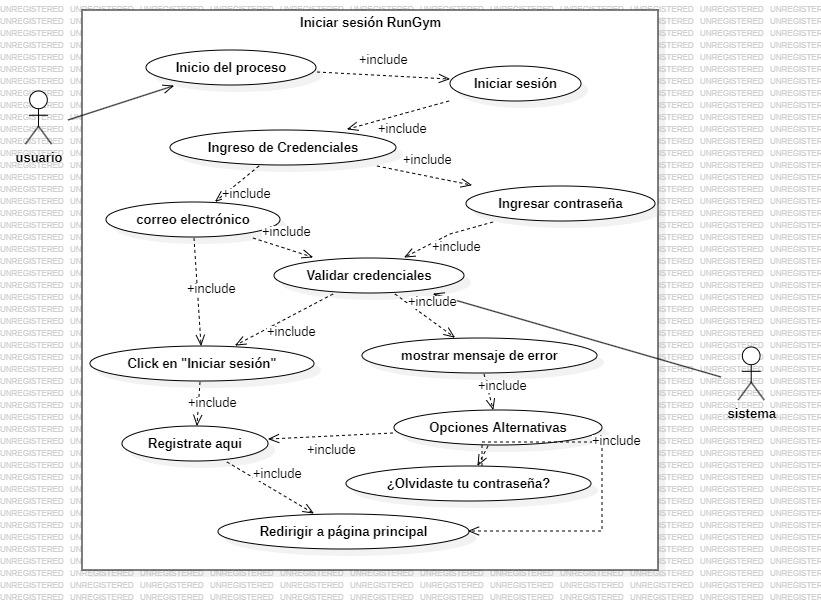 Iniciar sesión RunGym
Inicio del proceso
+include
Iniciar sesión
+include
usuario
Ingreso de Credenciales
+include
+include
Ingresar contraseña
correo electrónico
+include
+include
Validar credenciales
+include
+include
+include
Click en "Iniciar sesión"
mostrar mensaje de error
+include
+include
sistema
Opciones Alternativas
+include
Registrate aqui
+include
+include
¿Olvidaste tu contraseña?
Redirigir a página principal
UNREGISTERED